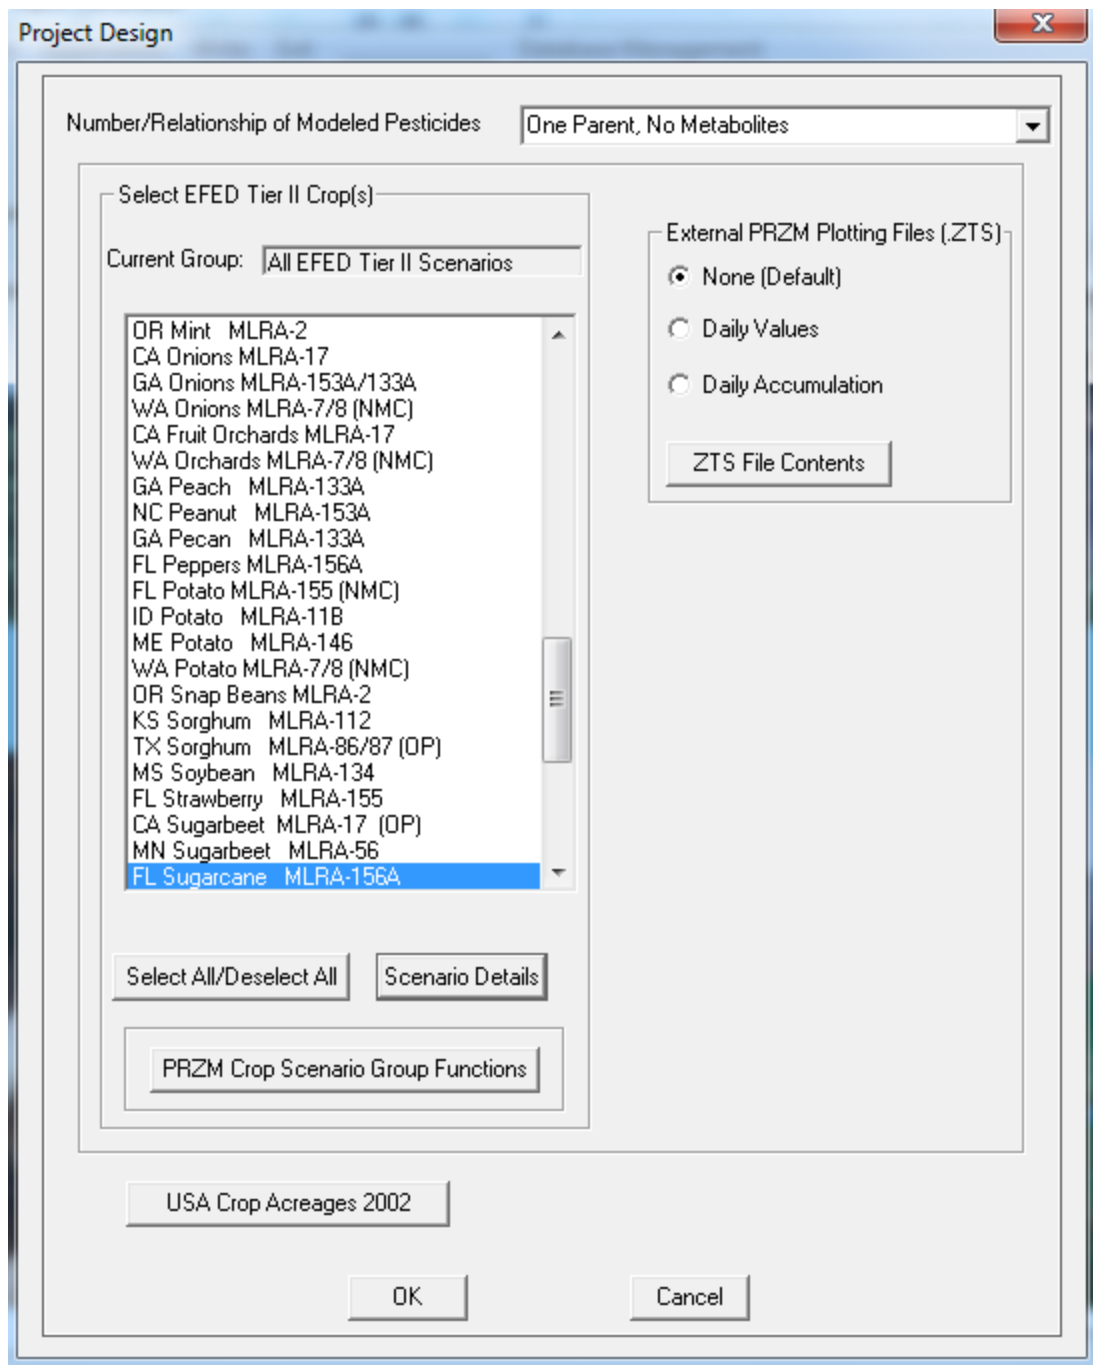 Project Design
Number/Relationship of Modeled Pesticides
One Parent, No Metabolites
Select EFED Tier II Crop(s)
Current Group:
All EFED Tier II Scenarios
OR Mint MLRA-2
CA Onions MLRA-17
GA Onions MLRA-153A/133A
WA Onions MLRA-7/8 (NMC)
CA Fruit Orchards MLRA-17
WA Orchards MLRA-7/8 (NMC)
GA Peach MLRA-133A
NC Peanut MLRA-153A
GA Pecan MLRA-133A
FL Peppers MLRA-156A
FL Potato MLRA-155 (NMC)
ID Potato MLRA-11B
ME Potato MLRA-146
WA Potato MLRA-7/8 (NMC)
OR Snap Beans MLRA-2
KS Sorghum MLRA-112
TX Sorghum MLRA-86/87 (OP)
MS Soybean MLRA-134
FL Strawberry MLRA-155
CA Sugarbeet MLRA-17 (OP)
MN Sugarbeet MLRA-56
FL Sugarcane MLRA-156A
Select All/Deselect All
Scenario Details
PRZM Crop Scenario Group Functions
External PRZM Plotting Files (.ZTS)
None (Default)
Daily Values
Daily Accumulation
ZTS File Contents
USA Crop Acreages 2002
OK
Cancel